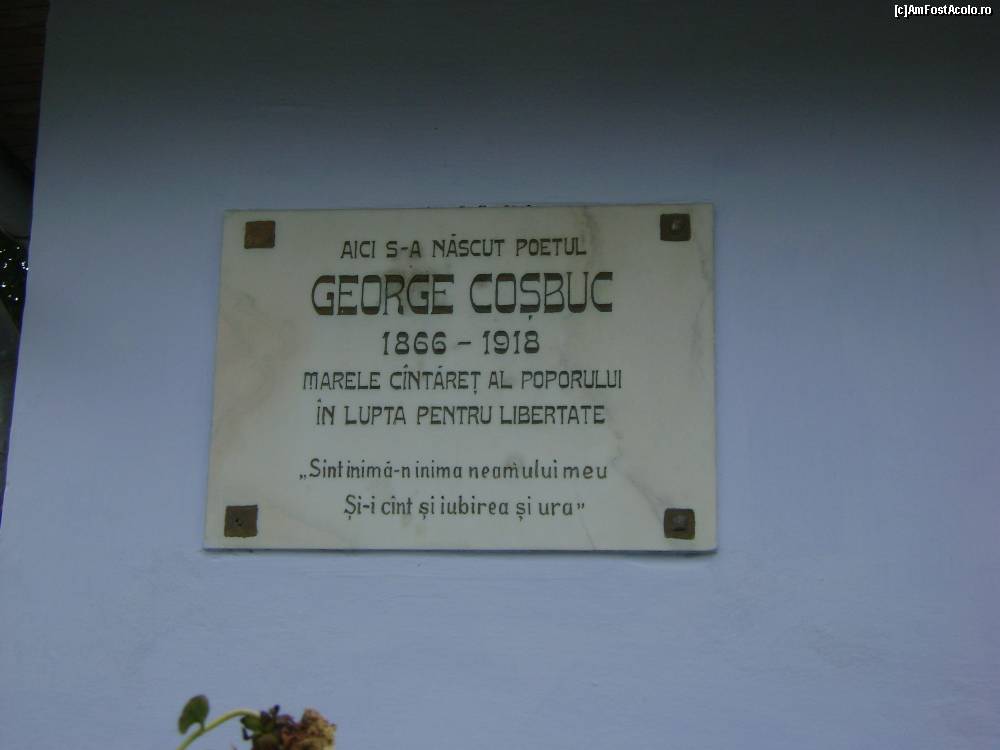 [c]AmFostAcolo.ro
AICI S-A NĂSCUT POETUL
GEORGE COȘBUC
1866 - 1918
MARELE CÎNTĂREȚ AL POPORULUI
ÎN LUPTA PENTRU LIBERTATE
„Sînt inimă-n inima neamului meu
Și-i cînt și iubirea și ura”